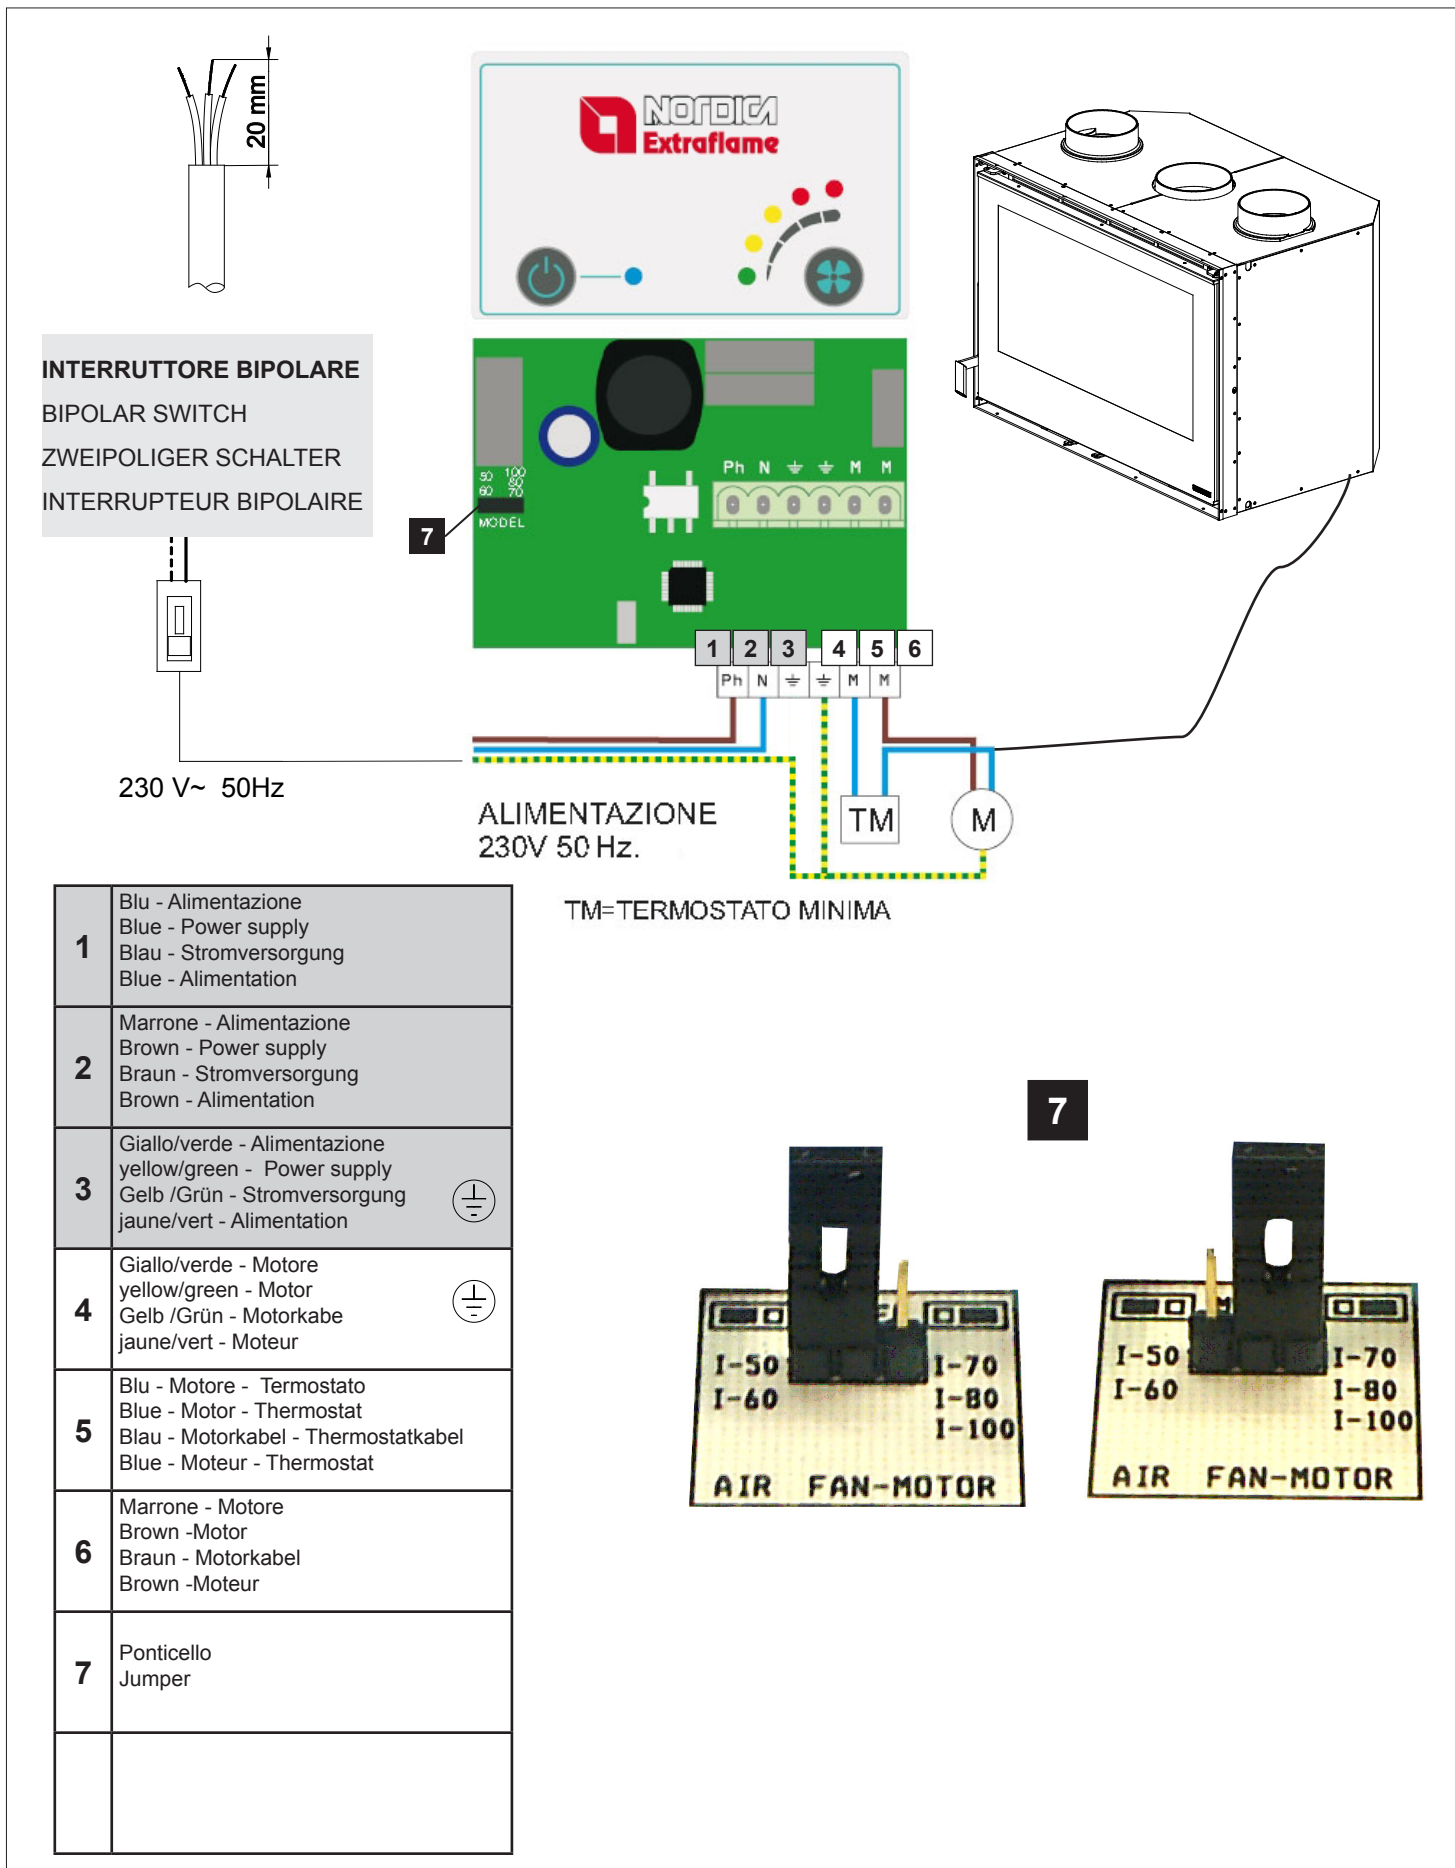 20 mm
NORDICA
Extraflame
INTERRUTTORE BIPOLARE
BIPOLAR SWITCH
ZWEIPOLIGER SCHALTER
INTERRUPTEUR BIPOLAIRE
50 100
80
60 70
MODEL
7
Ph N M M
1 2 3 4 5 6
Ph N M M
230 V~ 50Hz
ALIMENTAZIONE
230V 50 Hz.
TM M
TM=TERMOSTATO MINIMA
1
Blu - Alimentazione
Blue - Power supply
Blau - Stromversorgung
Blue - Alimentation
2
Marrone - Alimentazione
Brown - Power supply
Braun - Stromversorgung
Brown - Alimentation
3
Giallo/verde - Alimentazione
yellow/green -  Power supply
Gelb /Grün - Stromversorgung
jaune/vert - Alimentation
4
Giallo/verde - Motore
yellow/green - Motor
Gelb /Grün - Motorkabe
jaune/vert - Moteur
5
Blu - Motore -  Termostato
Blue - Motor - Thermostat
Blau - Motorkabel - Thermostatkabel
Blue - Moteur - Thermostat
6
Marrone - Motore
Brown -Motor
Braun - Motorkabel
Brown -Moteur
7
Ponticello
Jumper
7
I-50 I-70
I-60 I-80
I-100
AIR FAN-MOTOR
I-50 I-70
I-60 I-80
I-100
AIR FAN-MOTOR